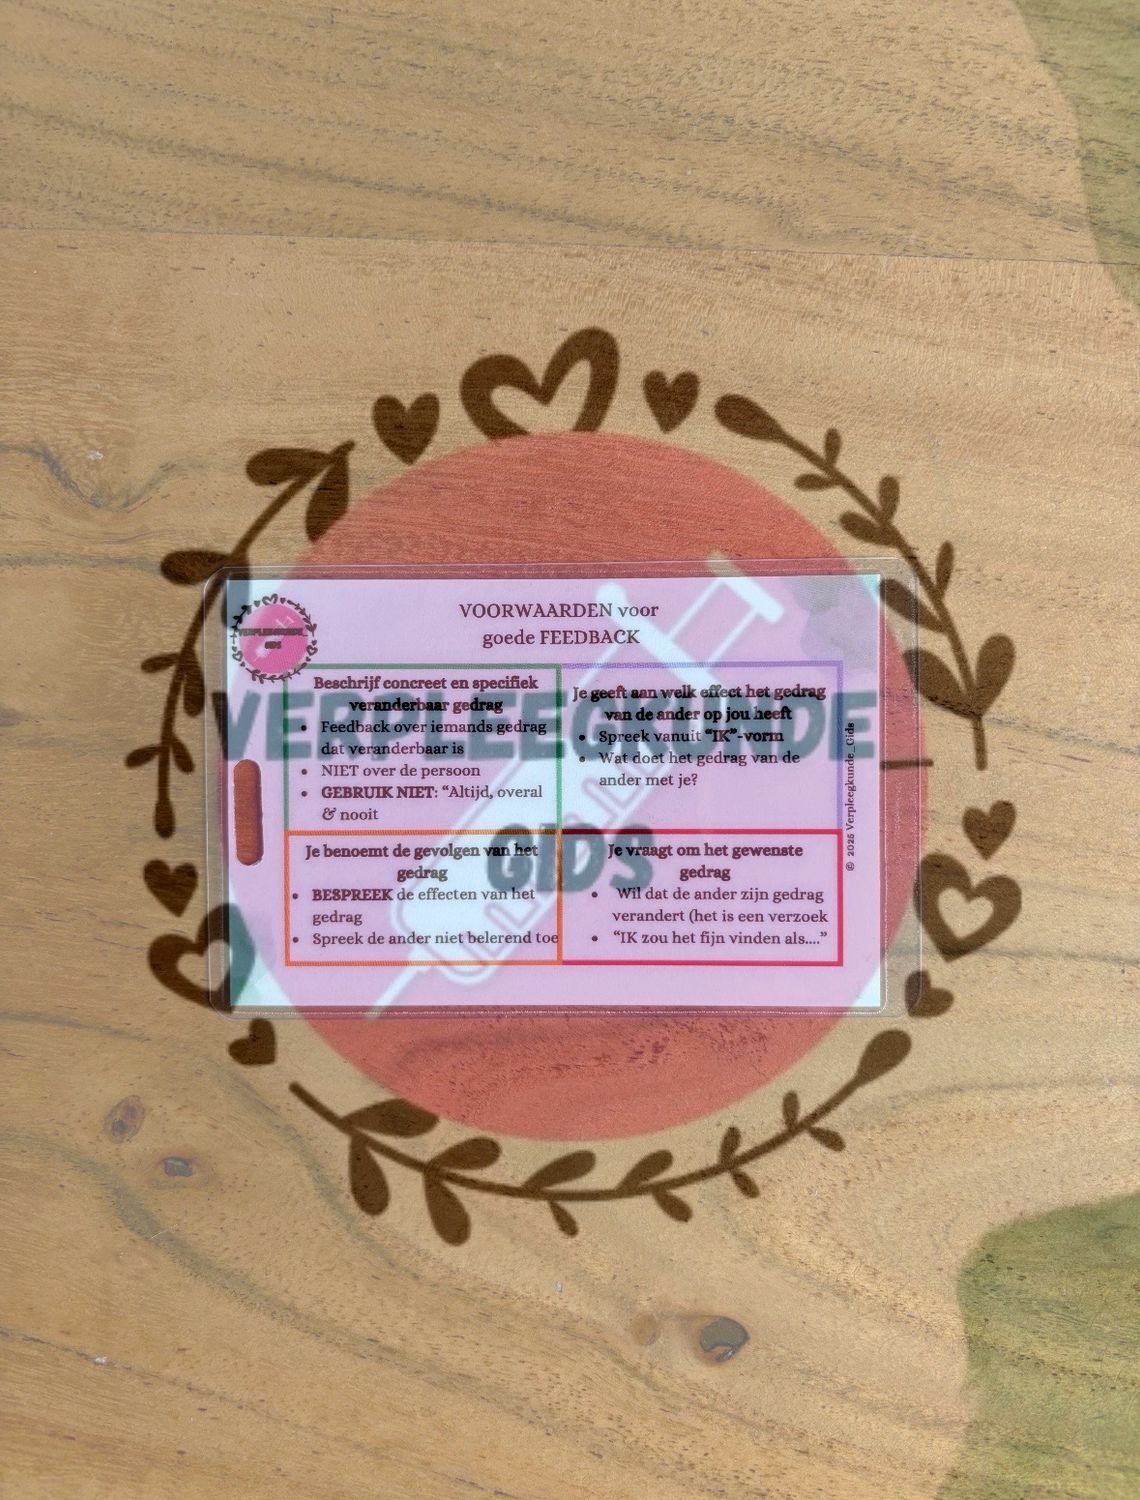 VOORWAARDEN voor
goede FEEDBACK
VERPLEEGKUNDE_
GIDS
Beschrijf concreet en specifiek
veranderbaar gedrag
• Feedback over iemands gedrag
dat veranderbaar is
• NIET over de persoon
• GEBRUIK NIET: “Altijd, overal
& nooit
Je geeft aan welk effect het gedrag
van de ander op jou heeft
• Spreek vanuit “IK”-vorm
• Wat doet het gedrag van de
ander met je?
Je benoemt de gevolgen van het
gedrag
• BESPREEK de effecten van het
gedrag
• Spreek de ander niet belerend toe
Je vraagt om het gewenste
gedrag
• Wil dat de ander zijn gedrag
verandert (het is een verzoek
• “IK zou het fijn vinden als....”
© 2025 Verpleegkunde_Gids
VERPLEEGKUNDE_
GIDS